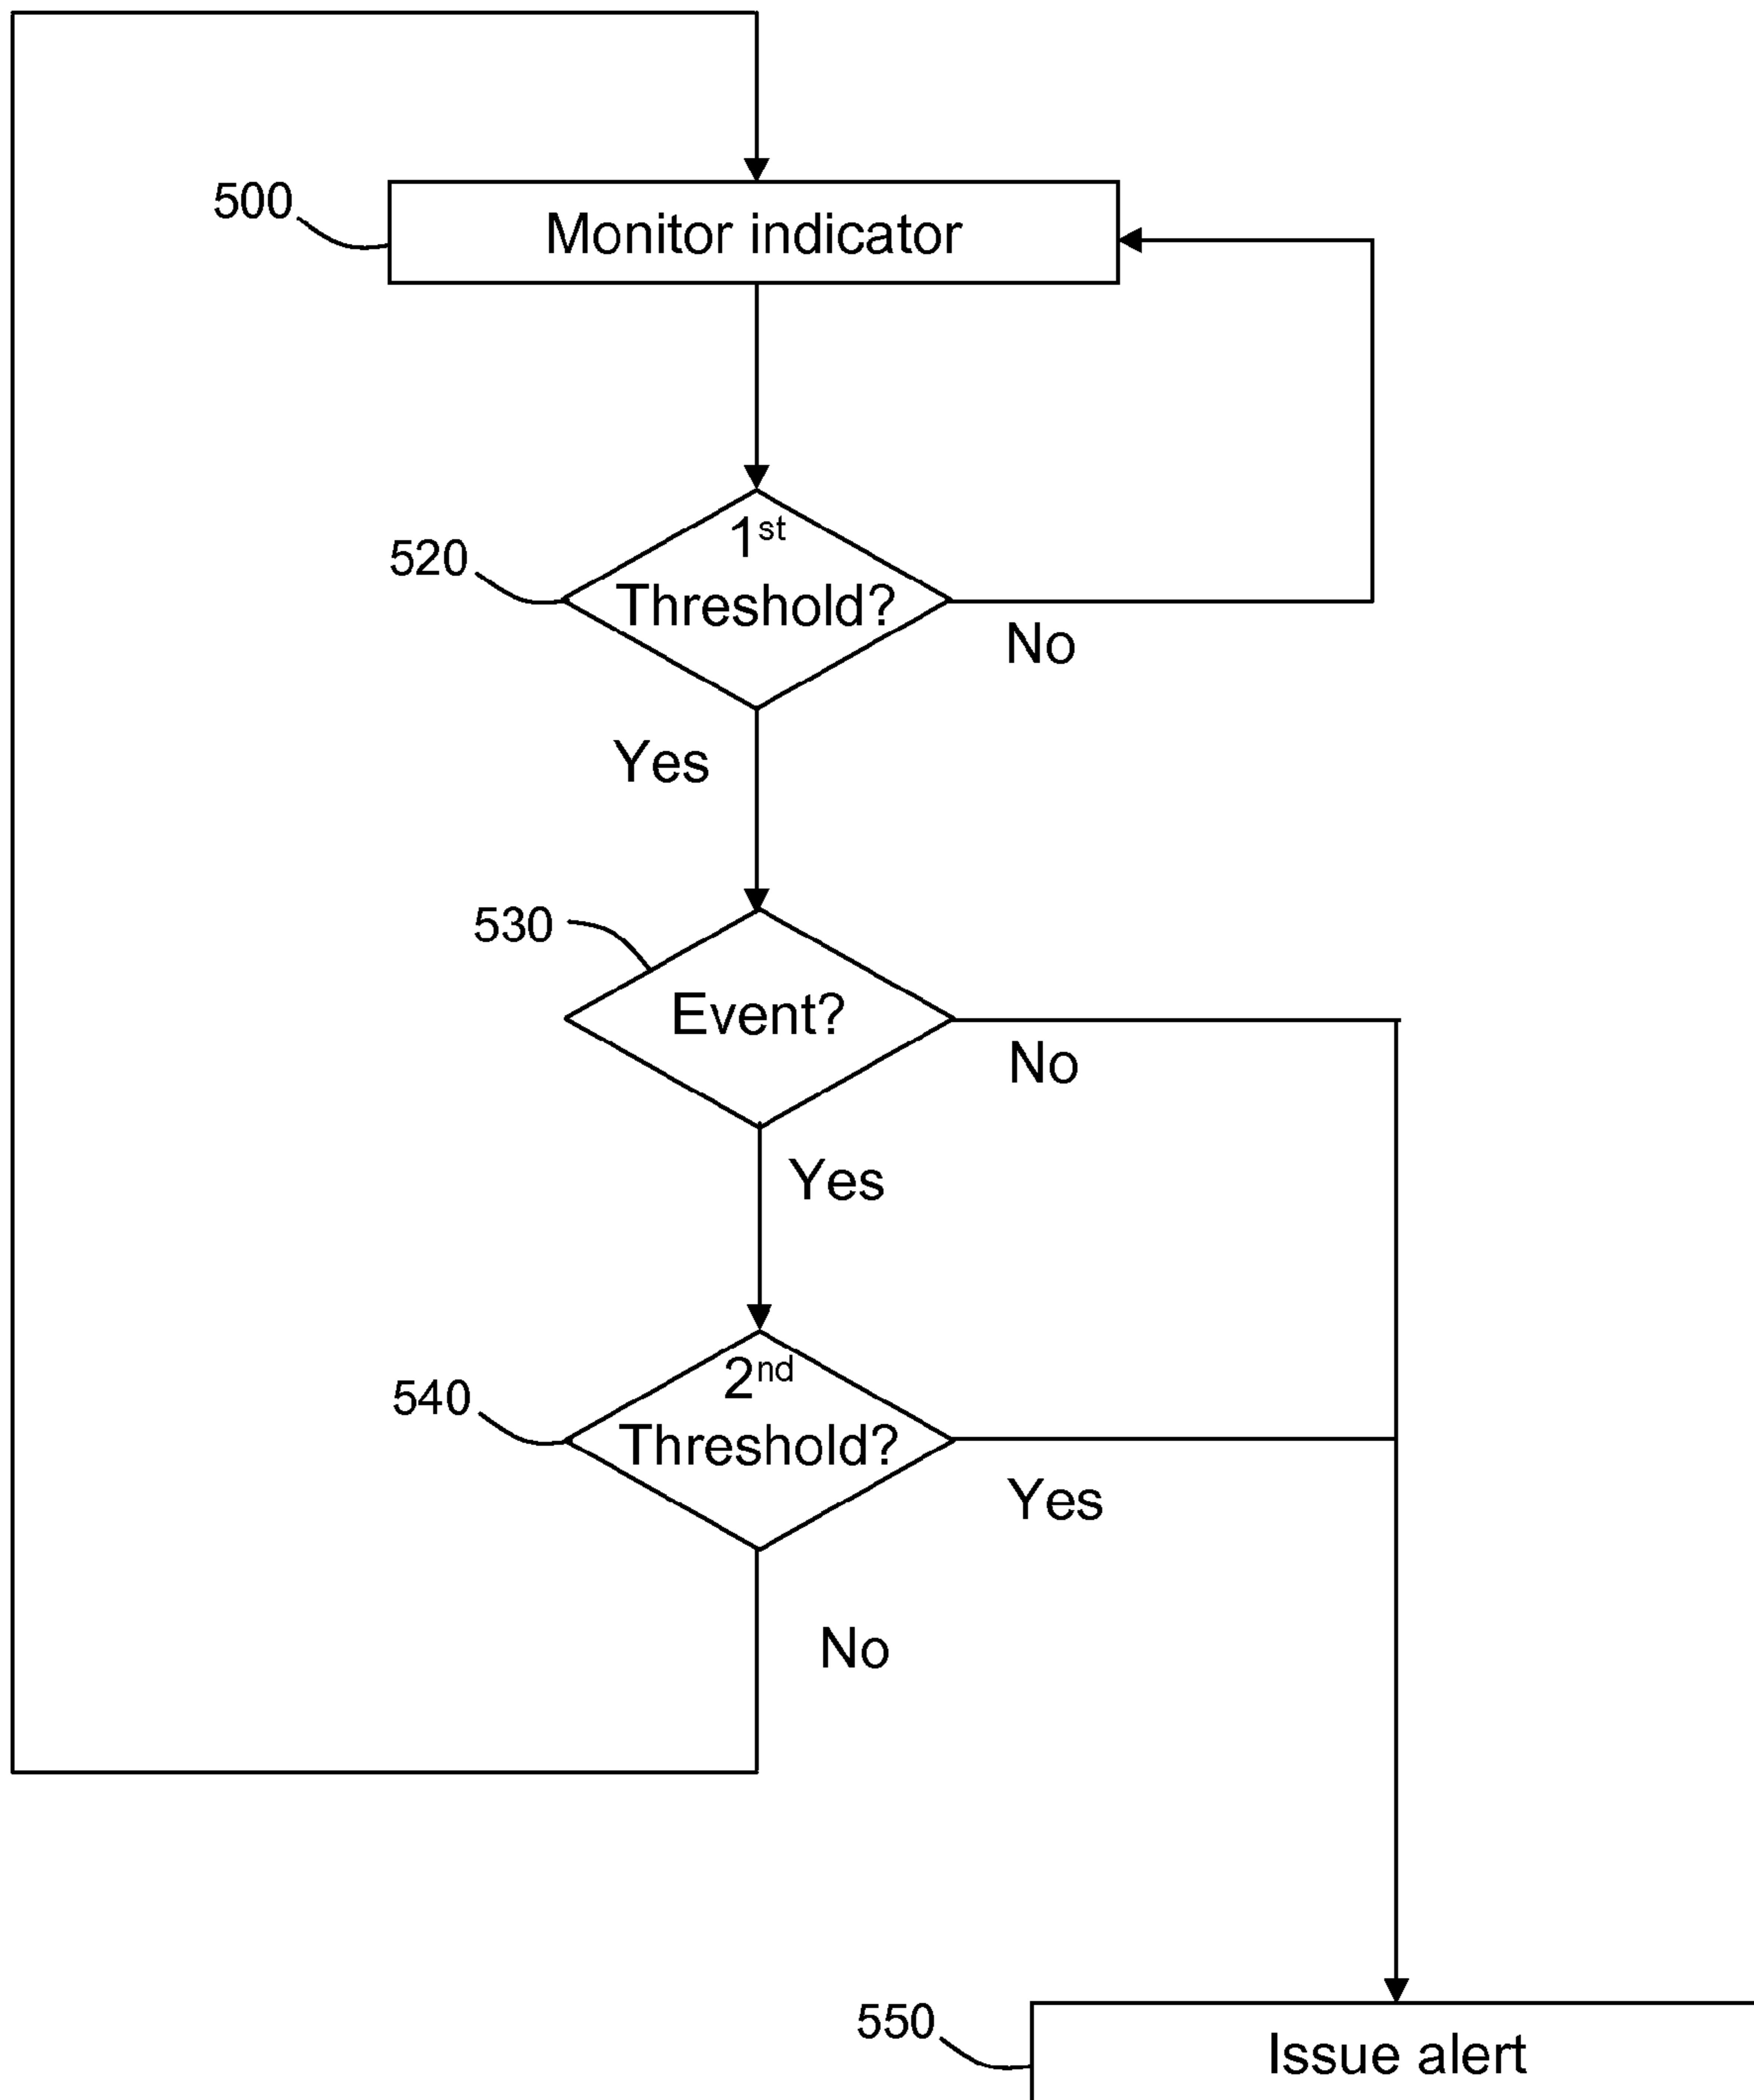 500
Monitor indicator
520
1st
Threshold?
No
Yes
530
Event?
No
Yes
540
2nd
Threshold?
Yes
No
550
Issue alert